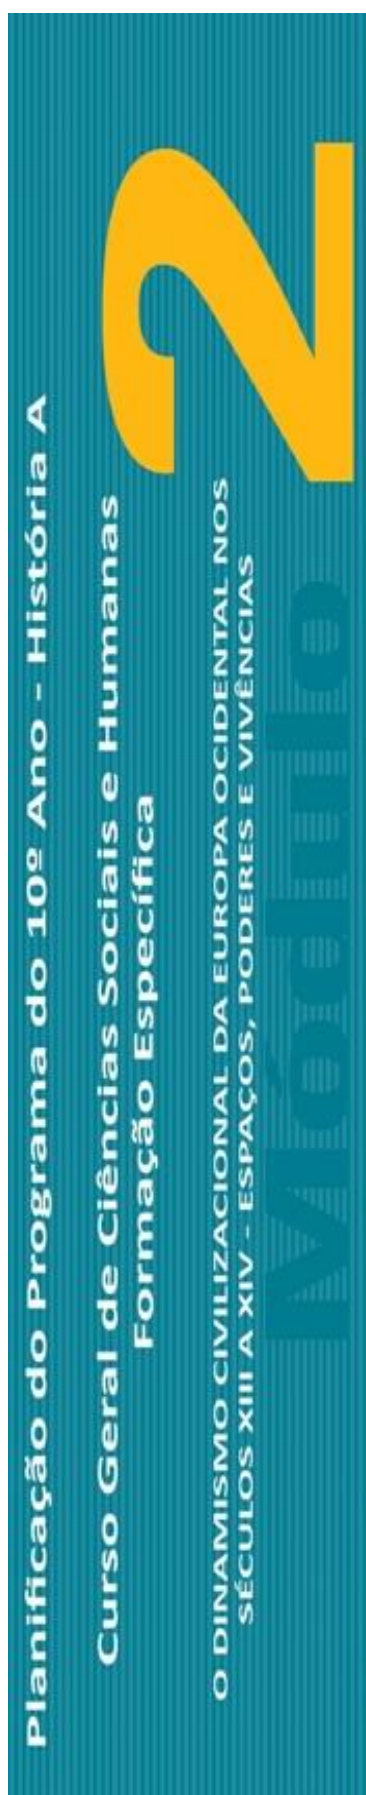 Planificação do Programa do 10º Ano - História A
Curso Geral de Ciências Sociais e Humanas
Formação Específica
O DINAMISMO CIVILIZACIONAL DA EUROPA OCIDENTAL NOS
SÉCULOS XIII A XIV - ESPAÇOS, PODERES E VIVÊNCIAS
Módulo 2